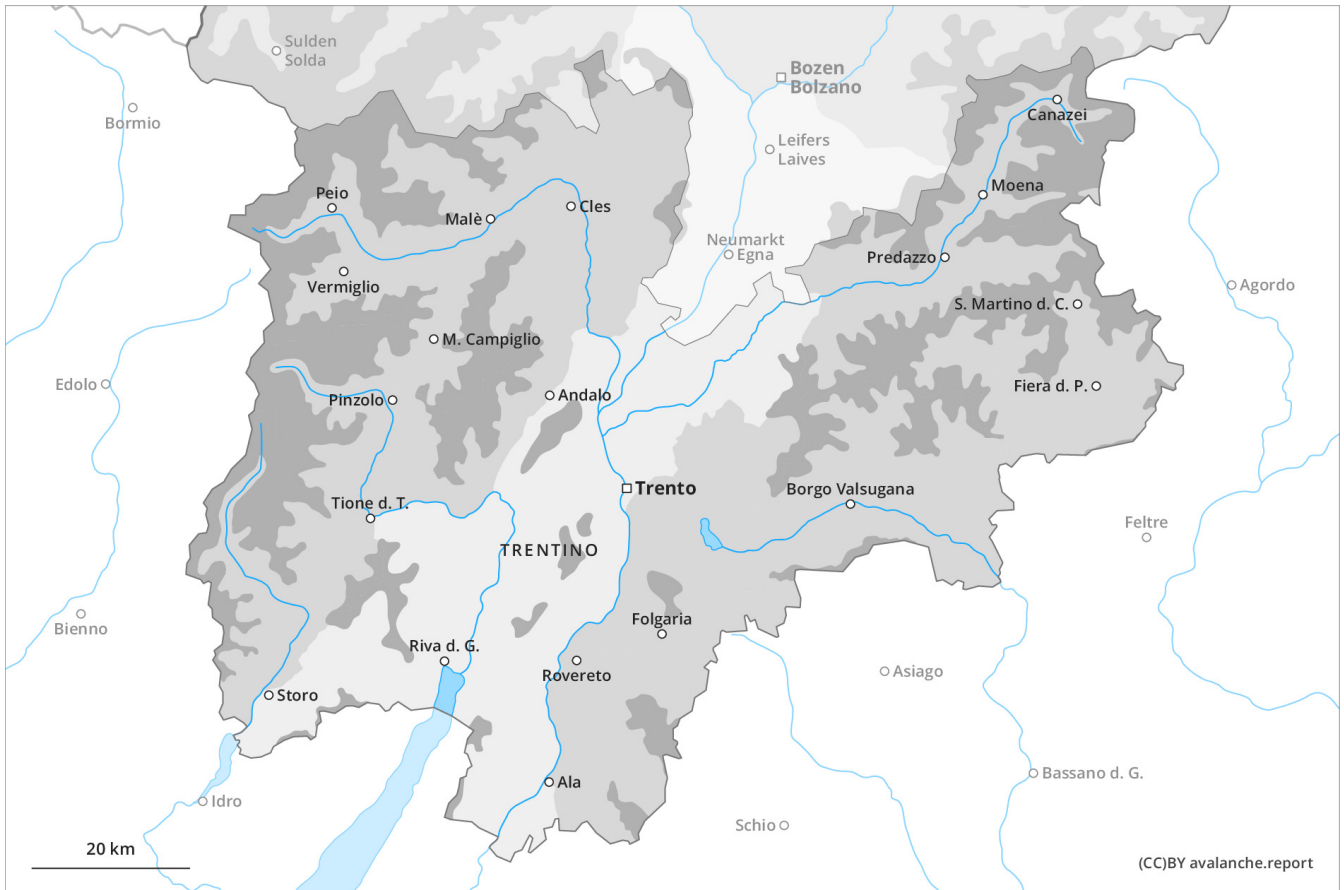 Sulden
Solda
Bozen
Bolzano
Bormio
Canazei
Leifers
Laives
Moena
Peio
Malè
Cles
Neumarkt
Egna
Predazzo
Vermiglio
Agordo
S. Martino d. C.
M. Campiglio
Edolo
Fiera d. P.
Pinzolo
Andalo
Trento
Borgo Valsugana
Tione d. T.
Feltre
TRENTINO
Bienno
Folgaria
Riva d. G.
Rovereto
Asiago
Storo
Bassano d. G.
Ala
Idro
Schio
20 km
(CC)BY avalanche.report